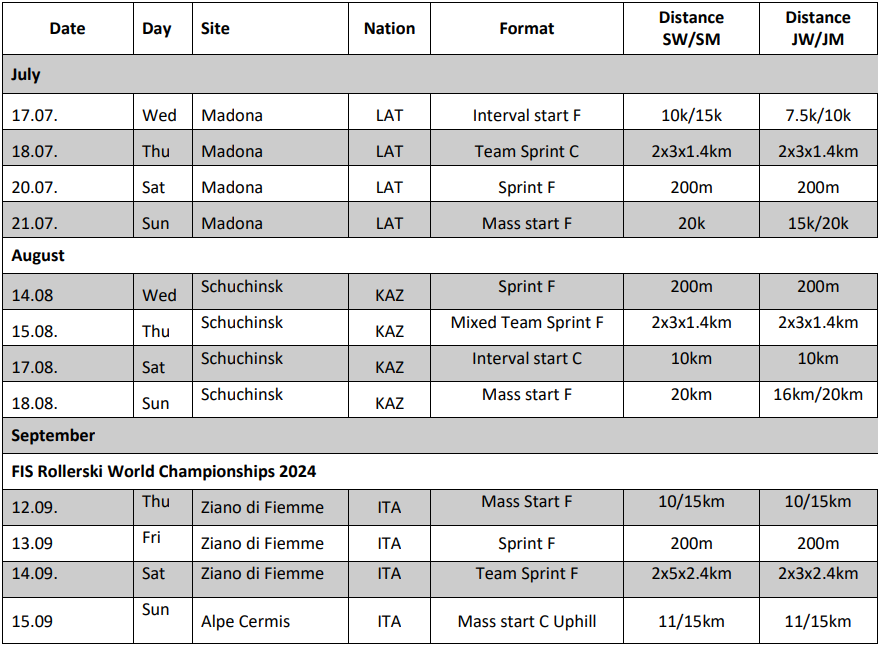 Date Day Site Nation Format Distance SW/SM Distance JW/JM
July
17.07. Wed Madona LAT Interval start F 10k/15k 7.5k/10k
18.07. Thu Madona LAT Team Sprint C 2x3x1.4km 2x3x1.4km
20.07. Sat Madona LAT Sprint F 200m 200m
21.07. Sun Madona LAT Mass start F 20k 15k/20k
August
14.08 Wed Schuchinsk KAZ Sprint F 200m 200m
15.08. Thu Schuchinsk KAZ Mixed Team Sprint F 2x3x1.4km 2x3x1.4km
17.08. Sat Schuchinsk KAZ Interval start C 10km 10km
18.08. Sun Schuchinsk KAZ Mass start F 20km 16km/20km
September
FIS Rollerski World Championships 2024
12.09. Thu Ziano di Fiemme ITA Mass Start F 10/15km 10/15km
13.09 Fri Ziano di Fiemme ITA Sprint F 200m 200m
14.09. Sat Ziano di Fiemme ITA Team Sprint F 2x5x2.4km 2x3x2.4km
15.09 Sun Alpe Cermis ITA Mass start C Uphill 11/15km 11/15km